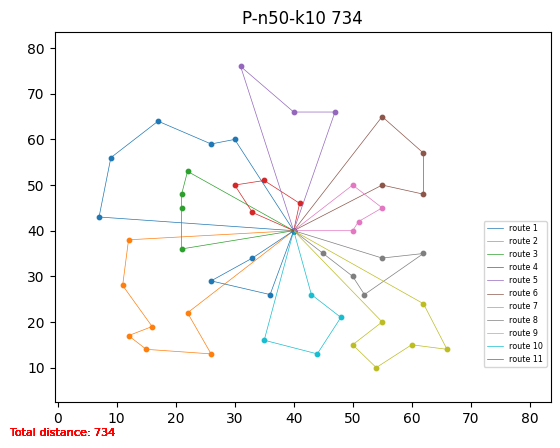 P-n50-k10 734
80
70
60
50
40
30
20
10
0 10 20 30 40 50 60 70 80
route 1
route 2
route 3
route 4
route 5
route 6
route 7
route 8
route 9
route 10
route 11
Total distance: 734